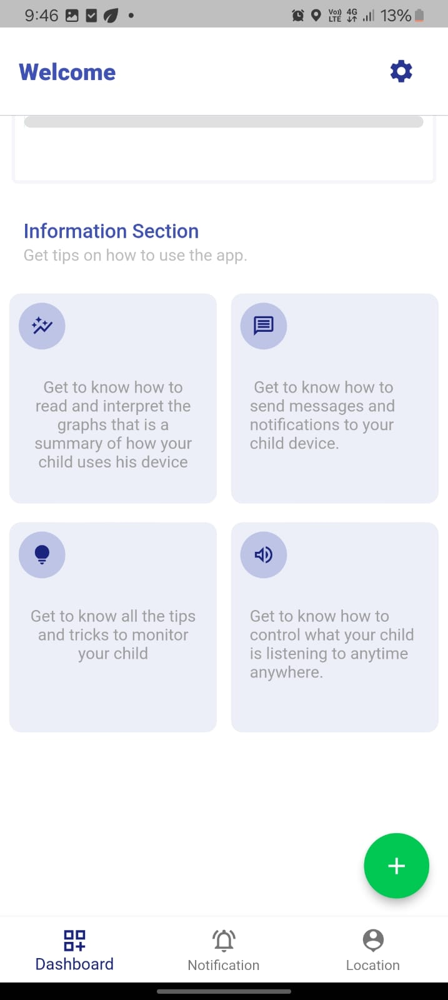 9:46
Vo)) LTE 4G 13%
Welcome
Information Section
Get tips on how to use the app.
Get to know how to
read and interpret the
graphs that is a
summary of how your
child uses his device
Get to know how to
send messages and
notifications to your
child device.
Get to know all the tips
and tricks to monitor
your child
Get to know how to
control what your child
is listening to anytime
anywhere.
Dashboard
Notification
Location